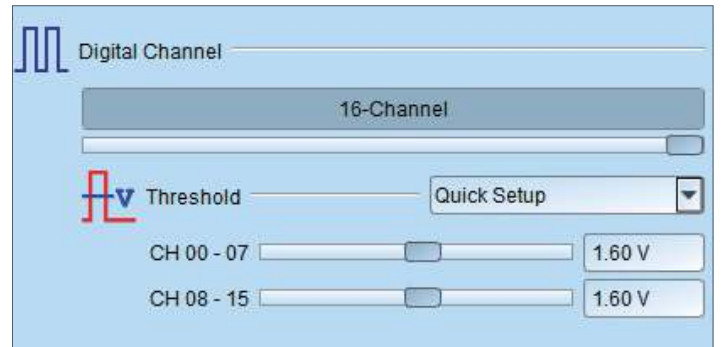 Digital Channel
16-Channel
V Threshold Quick Setup
CH 00 - 07 1.60 V
CH 08 - 15 1.60 V